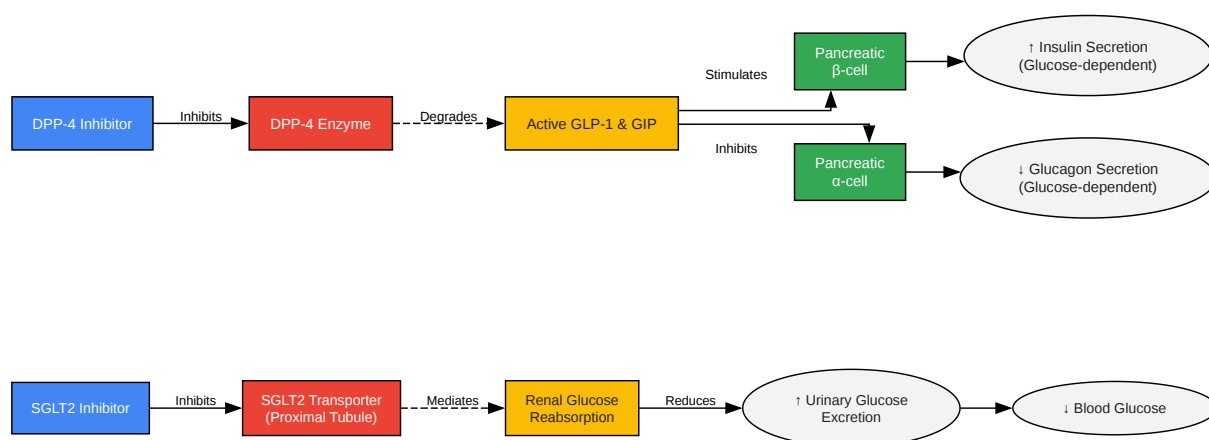 DPP-4 Inhibitor
Inhibits
DPP-4 Enzyme
Degrades
Active GLP-1 & GIP
Stimulates
Pancreatic
β-cell
↑ Insulin Secretion
(Glucose-dependent)
Inhibits
Pancreatic
α-cell
↓ Glucagon Secretion
(Glucose-dependent)
SGLT2 Inhibitor
Inhibits
SGLT2 Transporter
(Proximal Tubule)
Mediates
Renal Glucose
Reabsorption
Reduces
↑ Urinary Glucose
Excretion
↓ Blood Glucose